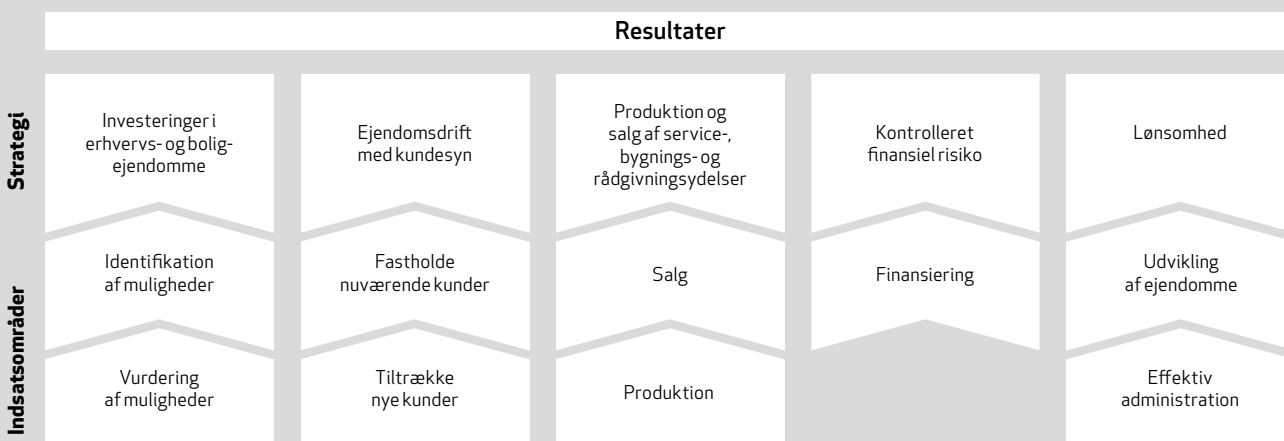 Resultater
Strategi
Investeringer i
erhvervs- og bolig-
ejendomme
Ejendomsdrift
med kundesyn
Produktion og
salg af service-,
bygnings- og
rådgivningsydelser
Kontrolleret
finansiel risiko
Lønsomhed
Indsatsområder
Identifikation
af muligheder
Fastholde
nuværende kunder
Salg
Finansiering
Udvikling
af ejendomme
Vurdering
af muligheder
Tiltrække
nye kunder
Produktion
Effektiv
administration